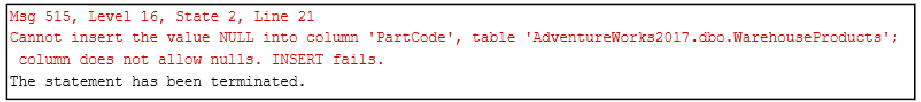 Msg 515, Level 16, State 2, Line 21
Cannot insert the value NULL into column 'PartCode', table 'AdventureWorks2017.dbo.WarehouseProducts';
column does not allow nulls. INSERT fails.
The statement has been terminated.